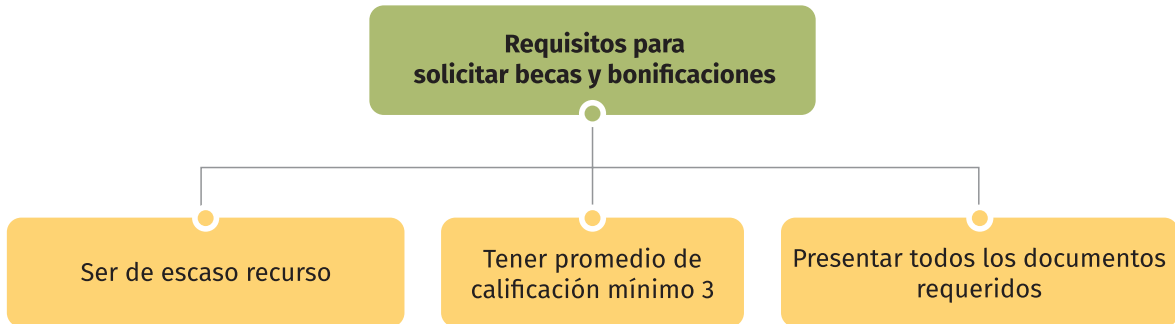 Requisitos para
solicitar becas y bonificaciones
Ser de escaso recurso
Tener promedio de
calificación mínimo 3
Presentar todos los documentos
requeridos